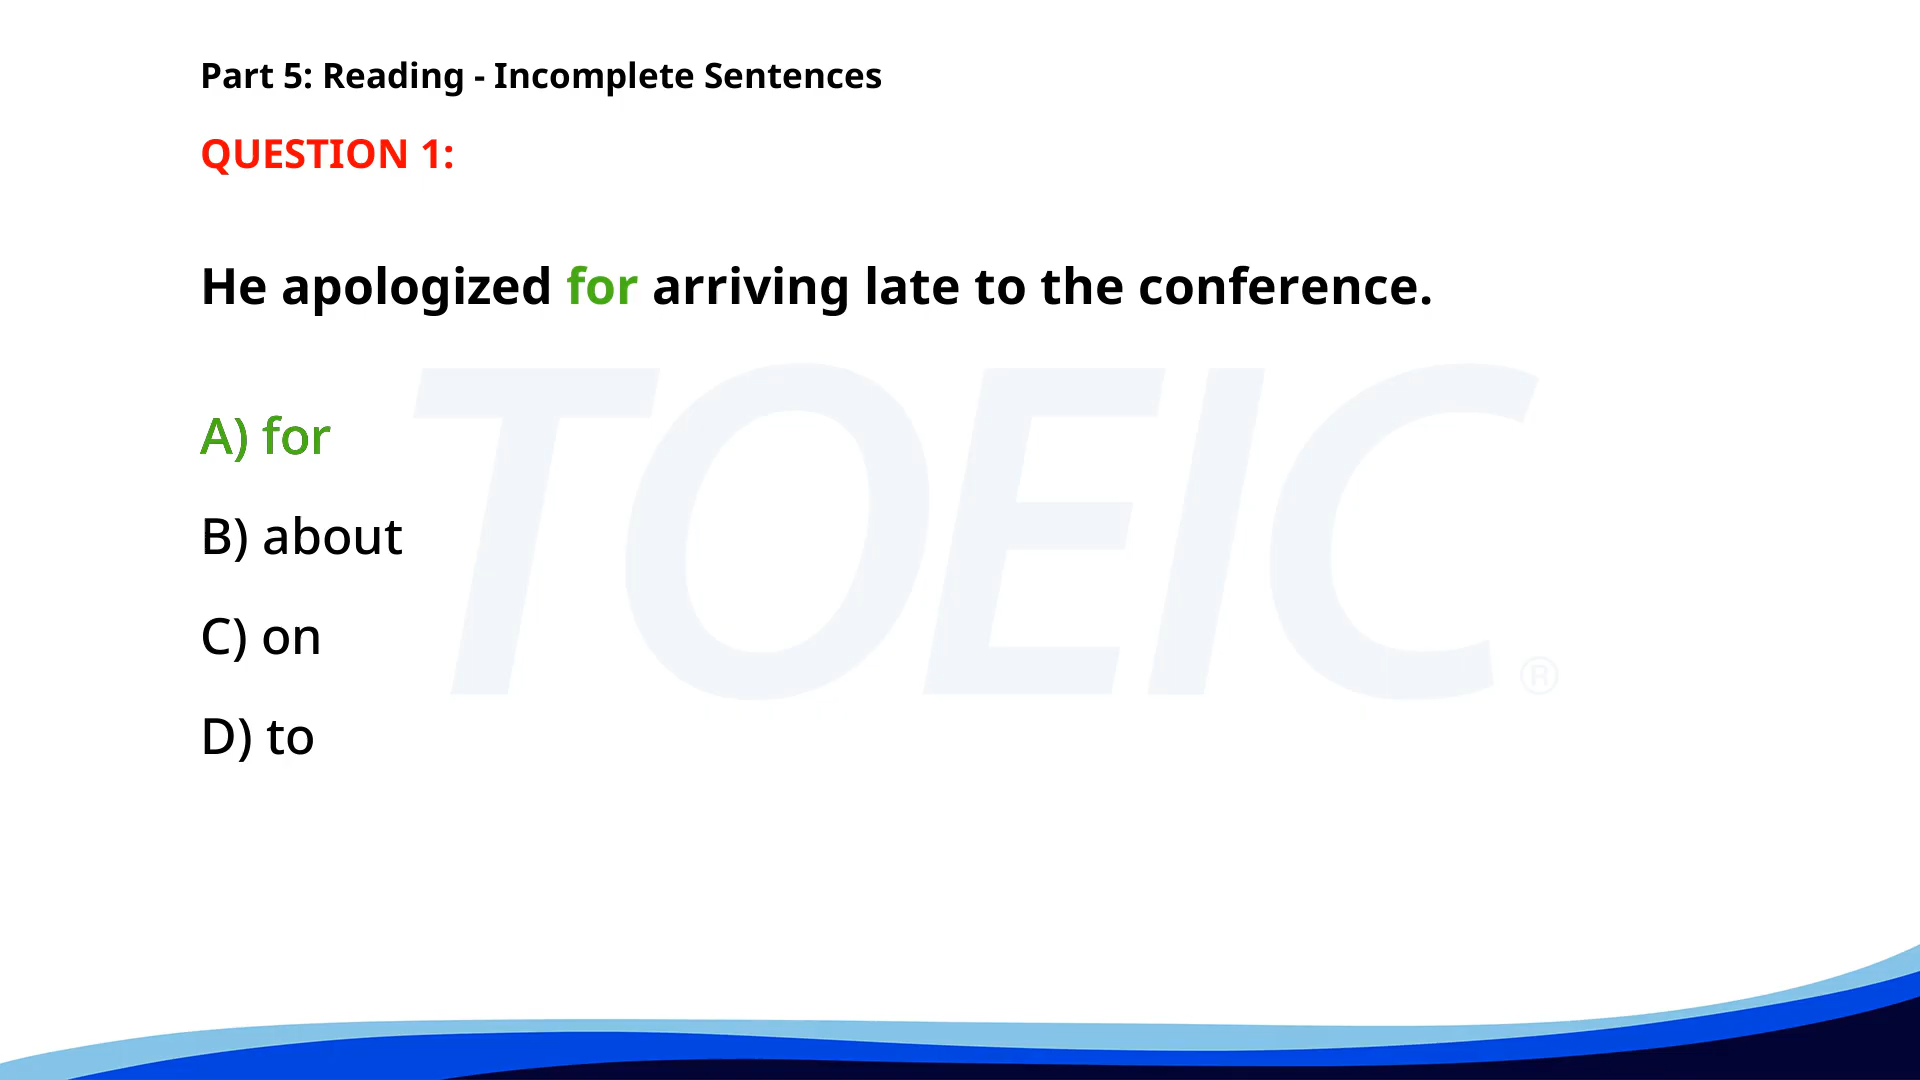 Part 5: Reading - Incomplete Sentences
QUESTION 1:
He apologized for arriving late to the conference.
TOEIC®
A) for
B) about
C) on
D) to